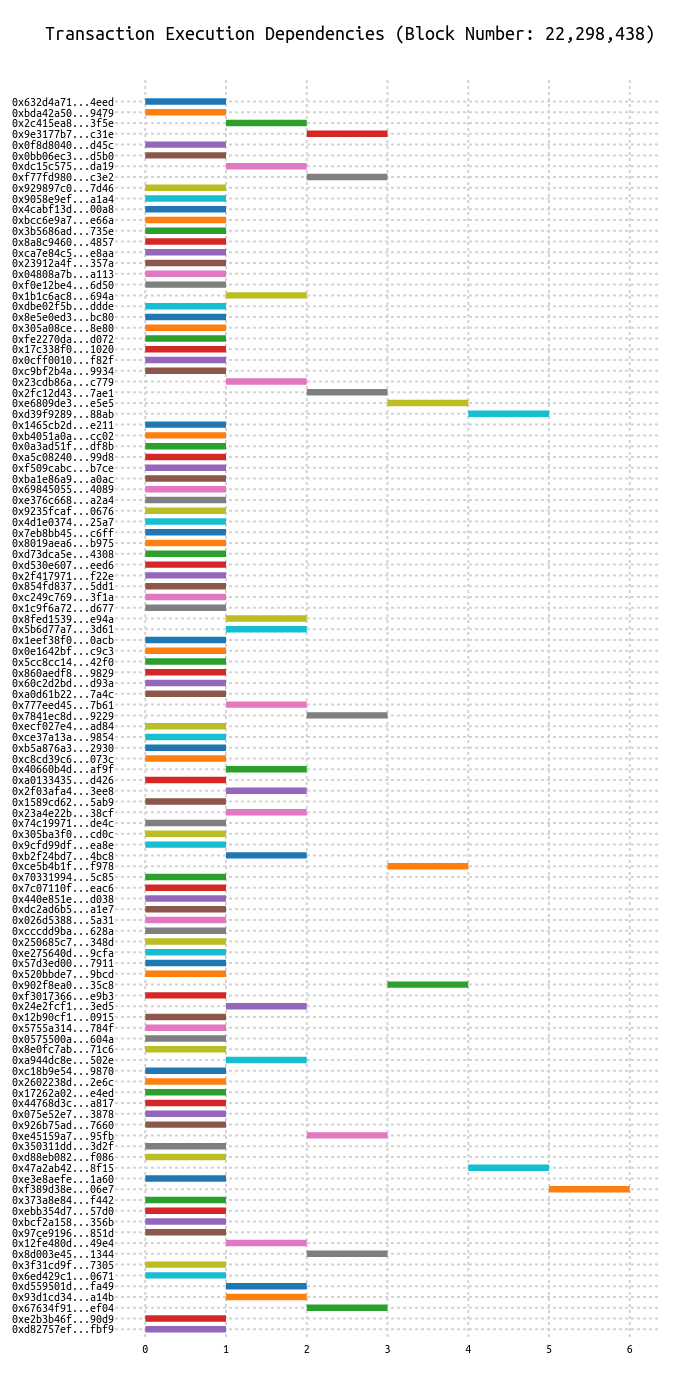 Transaction Execution Dependencies (Block Number: 22,298,438)
0x632d4a71...4eed
0xbda42a50...9479
0x2c415ea8...3f5e
0x9e3177b7...c31e
0x0f8d8040...d45c
0x0bb06ec3...d5b0
0xdc15c575...da19
0xf77fd980...c3e2
0x929897c0...7d46
0x9058e9ef...a1a4
0x4cabf13d...00a8
0xbcc6e9a7...e66a
0x3b5686ad...735e
0x8a8c9460...4857
0xca7e84c5...e8aa
0x23912a4f...357a
0x04808a7b...a113
0xf0e12be4...6d50
0x1b1c6ac8...694a
0xdbe02f5b...ddde
0x8e5e0ed3...bc80
0x305a08ce...8e80
0xfe2270da...d072
0x17c338f0...1020
0x0cff0010...f82f
0xc9bf2b4a...9934
0x23cdb86a...c779
0x2fc12d43...7ae1
0xe6809de3...e5e5
0xd39f9289...88ab
0x1465cb2d...e211
0xb4051a0a...cc02
0x0a3ad51f...df8b
0xa5c08240...99d8
0xf509cabc...b7ce
0xba1e86a9...a0ac
0x69845055...4089
0xe376c668...a2a4
0x9235fcaf...0676
0x4d1e0374...25a7
0x7eb8bb45...c6ff
0x8019aea6...b975
0xd73dca5e...4308
0xd530e607...eed6
0x2f417971...f22e
0x854fd837...5dd1
0xc249c769...3f1a
0x1c9f6a72...d677
0x8fed1539...e94a
0x5b6d77a7...3d61
0x1eef38f0...0acb
0x0e1642bf...c9c3
0x5cc8cc14...42f0
0x860aedf8...9829
0x60c2d2bd...d93a
0xa0d61b22...7a4c
0x777eed45...7b61
0x7841ec8d...9229
0xecf027e4...ad84
0xce37a13a...9854
0xb5a876a3...2930
0xc8cd39c6...073c
0x40660b4d...af9f
0xa0133435...d426
0x2f03afa4...3ee8
0x1589cd62...5ab9
0x23a4e22b...38cf
0x74c19971...de4c
0x305ba3f0...cd0c
0x9cfd99df...ea8e
0xb2f24bd7...4bc8
0xce5b4b1f...f978
0x70331994...5c85
0x7c07110f...eac6
0x440e851e...d038
0xdc2ad6b5...a1e7
0x026d5388...5a31
0xcccdd9ba...628a
0x250685c7...348d
0xe275640d...9cfa
0x57d3ed00...7911
0x520bbde7...9bcd
0x902f8ea0...35c8
0xf3017366...e9b3
0x24e2fcf1...3ed5
0x12b90cf1...0915
0x5755a314...784f
0x0575500a...604a
0x8e0fc7ab...71c6
0xa944dc8e...502e
0xc18b9e54...9870
0x2602238d...2e6c
0x17262a02...e4ed
0x44768d3c...a817
0x075e52e7...3878
0x926b75ad...7660
0xe45159a7...95fb
0x350311dd...3d2f
0xd88eb082...f086
0x47a2ab42...8f15
0xe3e8aefe...1a60
0xf389d38e...06e7
0x373a8e84...f442
0xebb354d7...57d0
0xbcf2a158...356b
0x97ce9196...851d
0x12fe480d...49e4
0x8d003e45...1344
0x3f31cd9f...7305
0x6ed429c1...0671
0xd559501d...fa49
0x93d1cd34...a14b
0x67634f91...ef04
0xe2b3b46f...90d9
0xd82757ef...fbf9
0 1 2 3 4 5 6